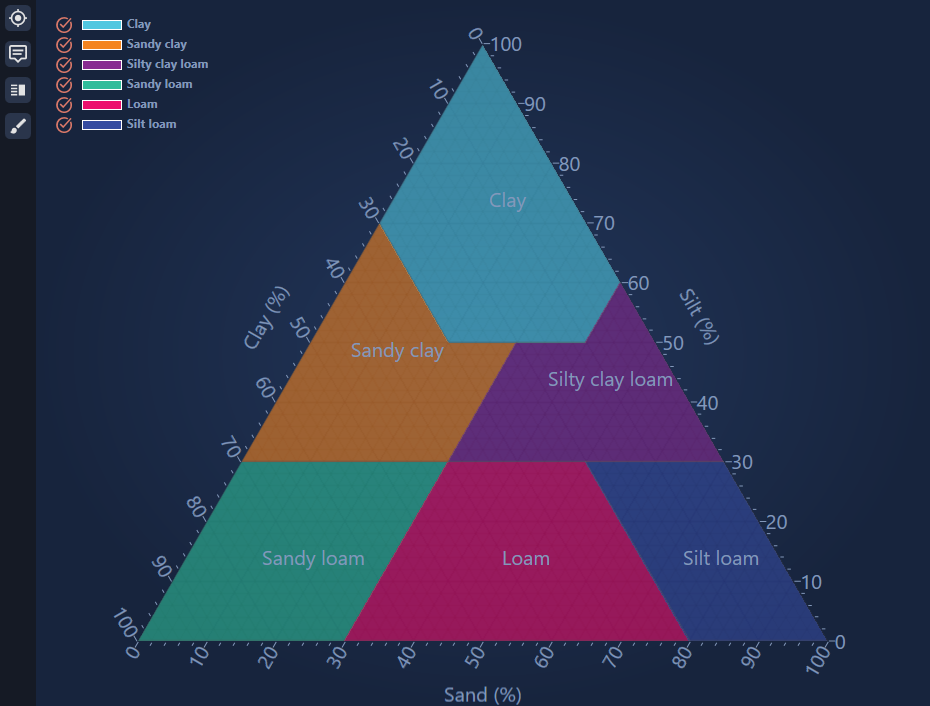 Clay
Sandy clay
Silty clay loam
Sandy loam
Loam
Silt loam
0
100
10
90
20
80
30
70
40
60
50
50
60
40
70
30
80
20
90
10
100
0
Clay (%)
Silt (%)
Clay
Sandy clay
Silty clay loam
Sandy loam
Loam
Silt loam
0 10 20 30 40 50 60 70 80 90 100
Sand (%)